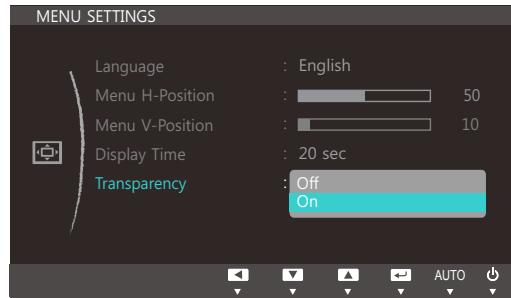 MENU SETTINGS
Language : English
Menu H-Position : 50
Menu V-Position : 10
Display Time : 20 sec
Transparency : Off
On
AUTO